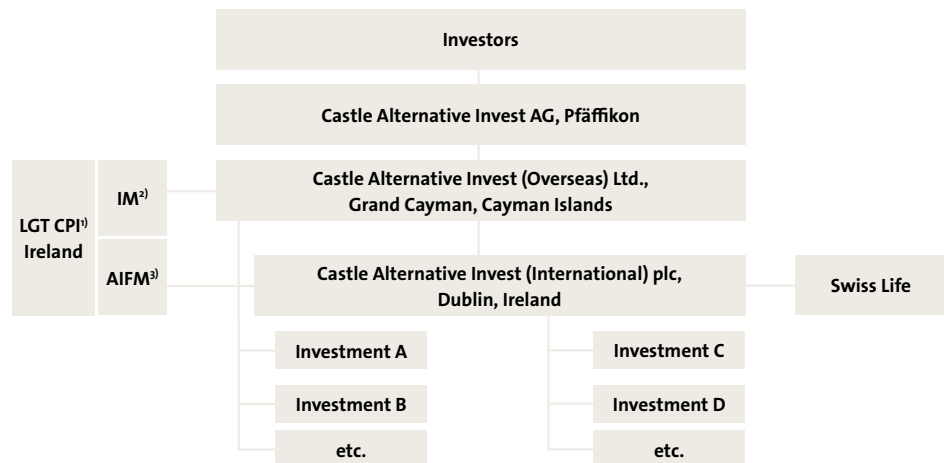 Investors
Castle Alternative Invest AG, Pfäffikon
LGT CPI¹⁾
Ireland
IM²⁾
AIFM³⁾
Castle Alternative Invest (Overseas) Ltd.,
Grand Cayman, Cayman Islands
Castle Alternative Invest (International) plc,
Dublin, Ireland
Swiss Life
Investment A
Investment B
etc.
Investment C
Investment D
etc.